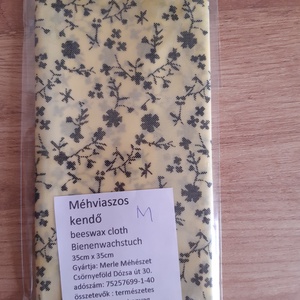 Méhviaszos
kendő M
beeswax cloth
Bienenwachstuch
35cm x 35cm
Gyártja: Merle Méhészet
Csörnyeföld Dózsa út 30.
adószám: 75257699-1-40
összetevők : természetes